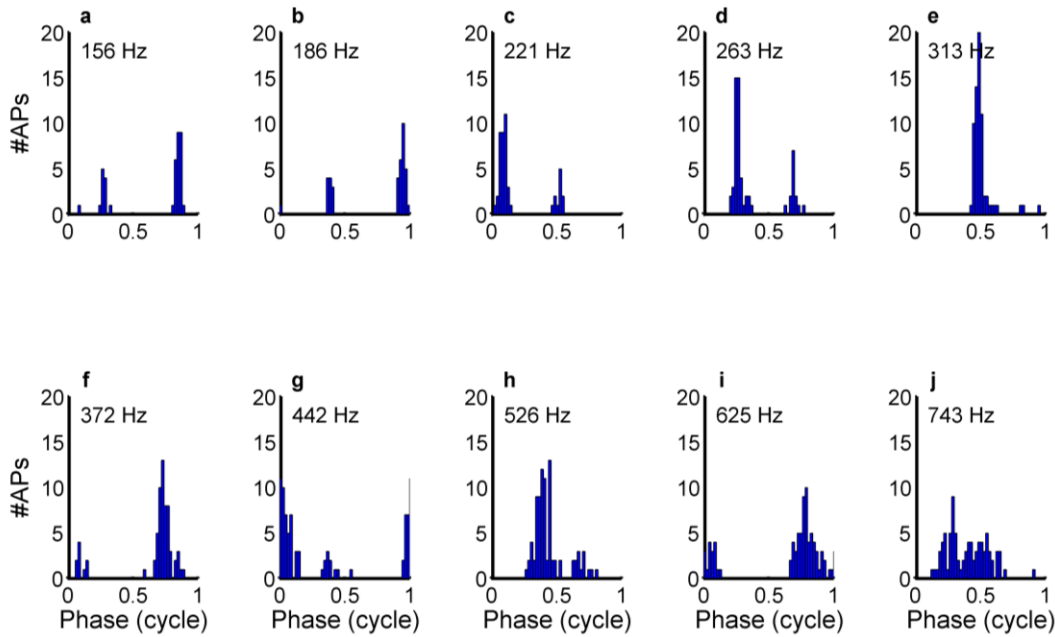 a b c d e
20 20 20 20 20
156 Hz 186 Hz 221 Hz 263 Hz 313 Hz
15 15 15 15 15
#APs
10 10 10 10 10
5 5 5 5 5
0 0 0 0 0
0 0.5 1 0 0.5 1 0 0.5 1 0 0.5 1 0 0.5 1
f g h i j
20 20 20 20 20
372 Hz 442 Hz 526 Hz 625 Hz 743 Hz
15 15 15 15 15
#APs
10 10 10 10 10
5 5 5 5 5
0 0 0 0 0
0 0.5 1 0 0.5 1 0 0.5 1 0 0.5 1 0 0.5 1
Phase (cycle) Phase (cycle) Phase (cycle) Phase (cycle) Phase (cycle)